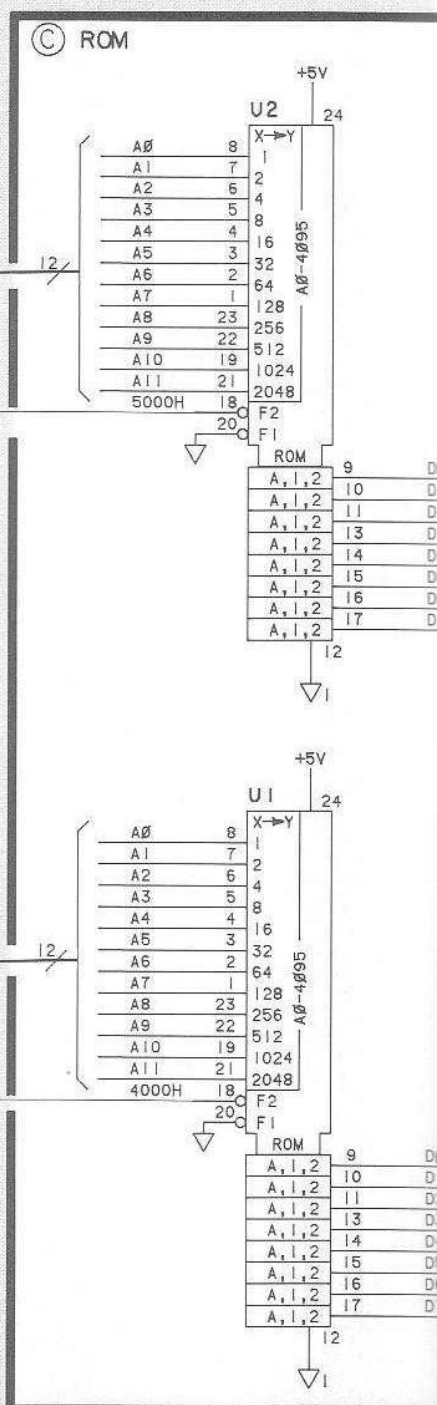 C ROM
+5V
U2 24
X→Y
AØ 8 1
A1 7 2
A2 6 4
A3 5 8
A4 4 16
A5 3 32
A6 2 64
A7 1 128
A8 23 256
A9 22 512
A10 19 1024
A11 21 2048
12
AØ-4Ø95
5000H 18 F2
20 F1
ROM
A,1,2 9 D
A,1,2 10 D
A,1,2 11 D
A,1,2 13 D
A,1,2 14 D
A,1,2 15 D
A,1,2 16 D
A,1,2 17 D
12
1
+5V
U1 24
X→Y
AØ 8 1
A1 7 2
A2 6 4
A3 5 8
A4 4 16
A5 3 32
A6 2 64
A7 1 128
A8 23 256
A9 22 512
A10 19 1024
A11 21 2048
12
AØ-4Ø95
4000H 18 F2
20 F1
ROM
A,1,2 9 D
A,1,2 10 D
A,1,2 11 D
A,1,2 13 D
A,1,2 14 D
A,1,2 15 D
A,1,2 16 D
A,1,2 17 D
12
1